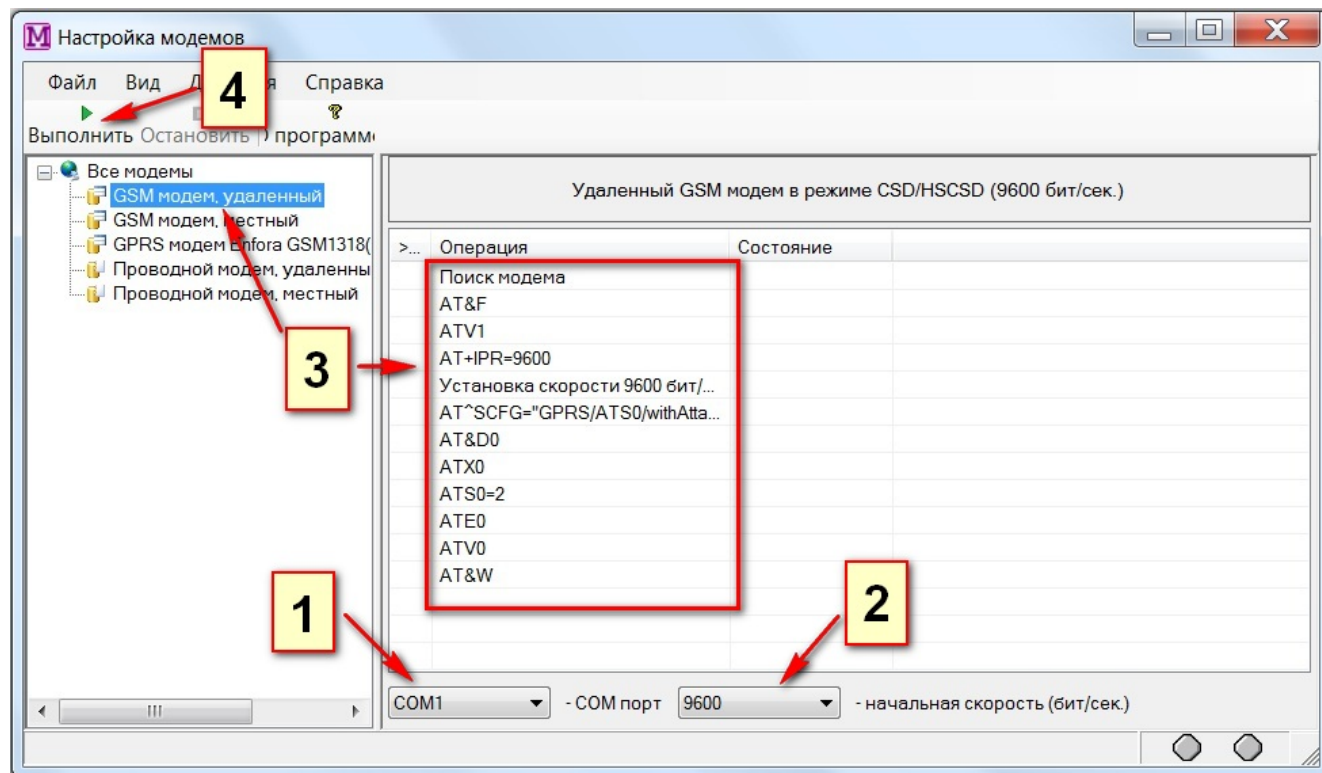 Настройка модемов
Файл Вид Справка
4
Выполнить Остановить программ
Все модемы
GSM модем, удаленный
GSM модем, местный
GPRS модем Enfora GSM1318(
Проводной модем, удаленны
Проводной модем, местный
3
Удаленный GSM модем в режиме CSD/HSCSD (9600 бит/сек.)
>... Операция Состояние
Поиск модема
AT&F
ATV1
AT+IPR=9600
Установка скорости 9600 бит/...
AT^SCFG="GPRS/ATS0/withAtta...
AT&D0
ATX0
ATS0=2
ATE0
ATV0
AT&W
1
2
COM1 - COM порт 9600 - начальная скорость (бит/сек.)